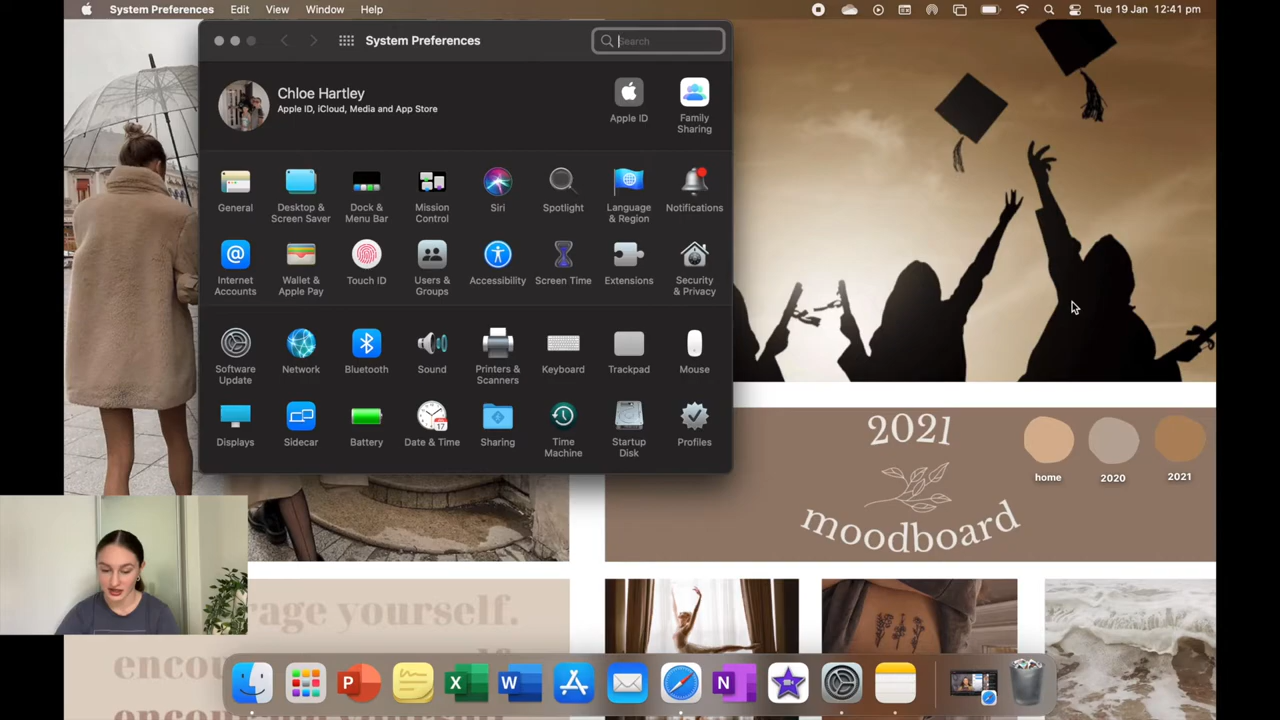 System Preferences Edit View Window Help
Tue 19 Jan 12:41 pm
System Preferences
Search
Chloe Hartley
Apple ID, iCloud, Media and App Store
Apple ID
Family
Sharing
General
Desktop &
Screen Saver
Dock &
Menu Bar
Mission
Control
Siri
Spotlight
Language
& Region
Notifications
Internet
Accounts
Wallet &
Apple Pay
Touch ID
Users &
Groups
Accessibility
Screen Time
Extensions
Security
& Privacy
Software
Update
Network
Bluetooth
Sound
Printers &
Scanners
Keyboard
Trackpad
Mouse
Displays
Sidecar
Battery
JUL
17
Date & Time
Sharing
Time
Machine
Startup
Disk
Profiles
2021
moodboard
home
2020
2021
rage yourself.
P
X
W
N